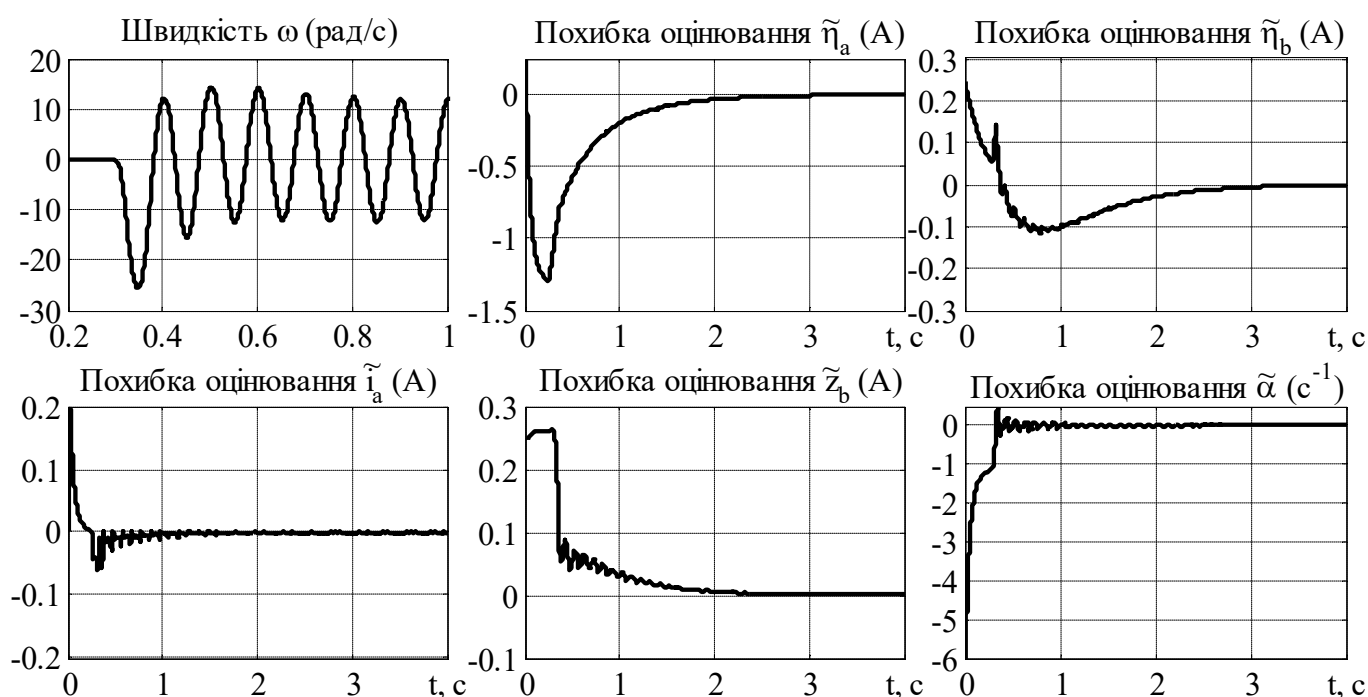 Швидкість ω (рад/с)
Похибка оцінювання η̃a (А)
Похибка оцінювання η̃b (А)
20
10
0
-10
-20
-30
0.2 0.4 0.6 0.8 1
0
-0.5
-1
-1.5
0 1 2 3 t, с
0.3
0.2
0.1
0
-0.1
-0.2
-0.3
0 1 2 3 t, с
Похибка оцінювання ĩa (А)
Похибка оцінювання z̃b (А)
Похибка оцінювання α̃ (с-1)
0.2
0.1
0
-0.1
-0.2
0 1 2 3 t, с
0.3
0.2
0.1
0
-0.1
0 1 2 3 t, с
0
-1
-2
-3
-4
-5
-6
0 1 2 3 t, с